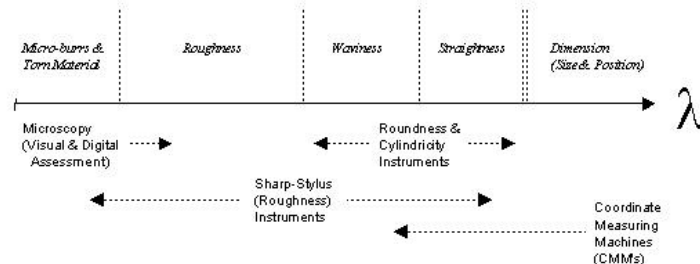 Micro-burrs &
Torn Material
Roughness
Waviness
Straightness
Dimension
(Size & Position)
λ
Microscopy
(Visual & Digital
Assessment)
Roundness &
Cylindricity
Instruments
Sharp-Stylus
(Roughness)
Instruments
Coordinate
Measuring
Machines
(CMM's)